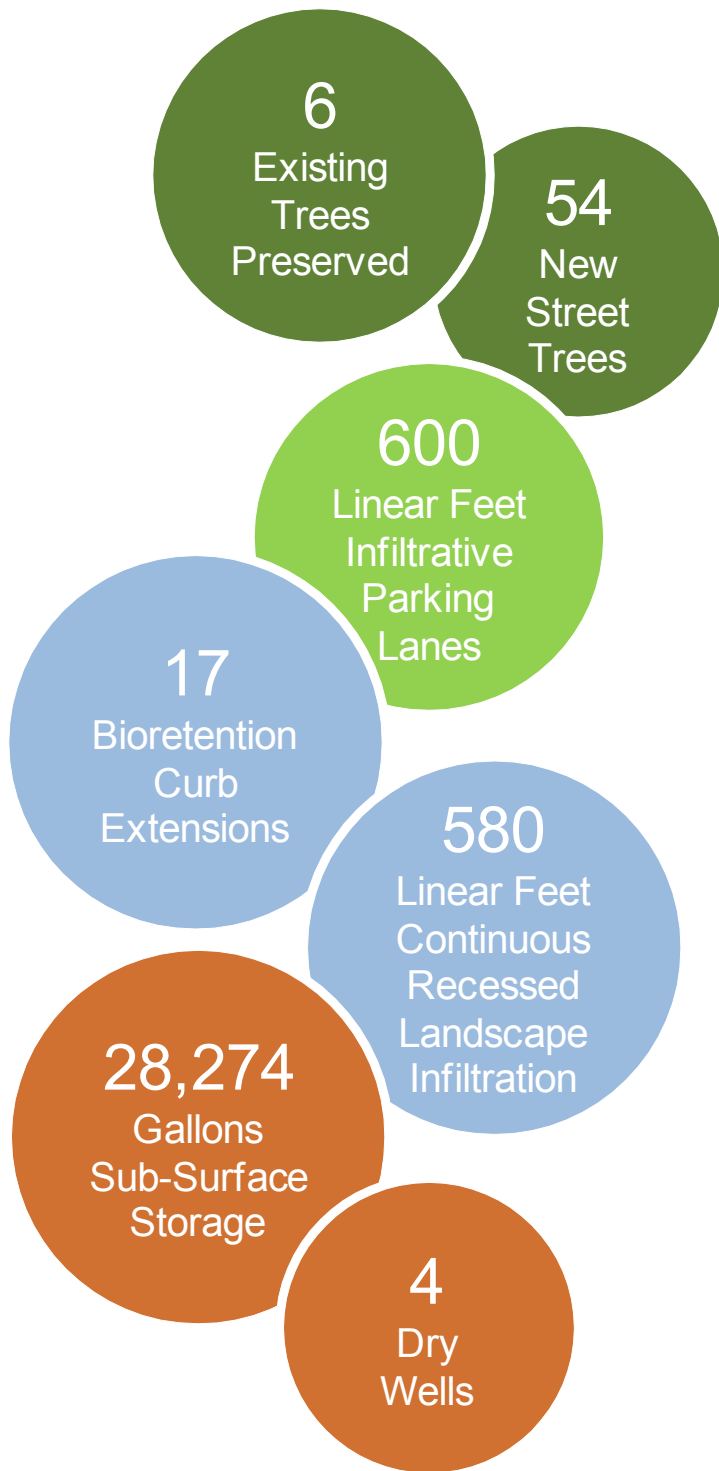 6
Existing
Trees
Preserved
54
New
Street
Trees
600
Linear Feet
Infiltrative
Parking
Lanes
17
Bioretention
Curb
Extensions
580
Linear Feet
Continuous
Recessed
Landscape
Infiltration
28,274
Gallons
Sub-Surface
Storage
4
Dry
Wells